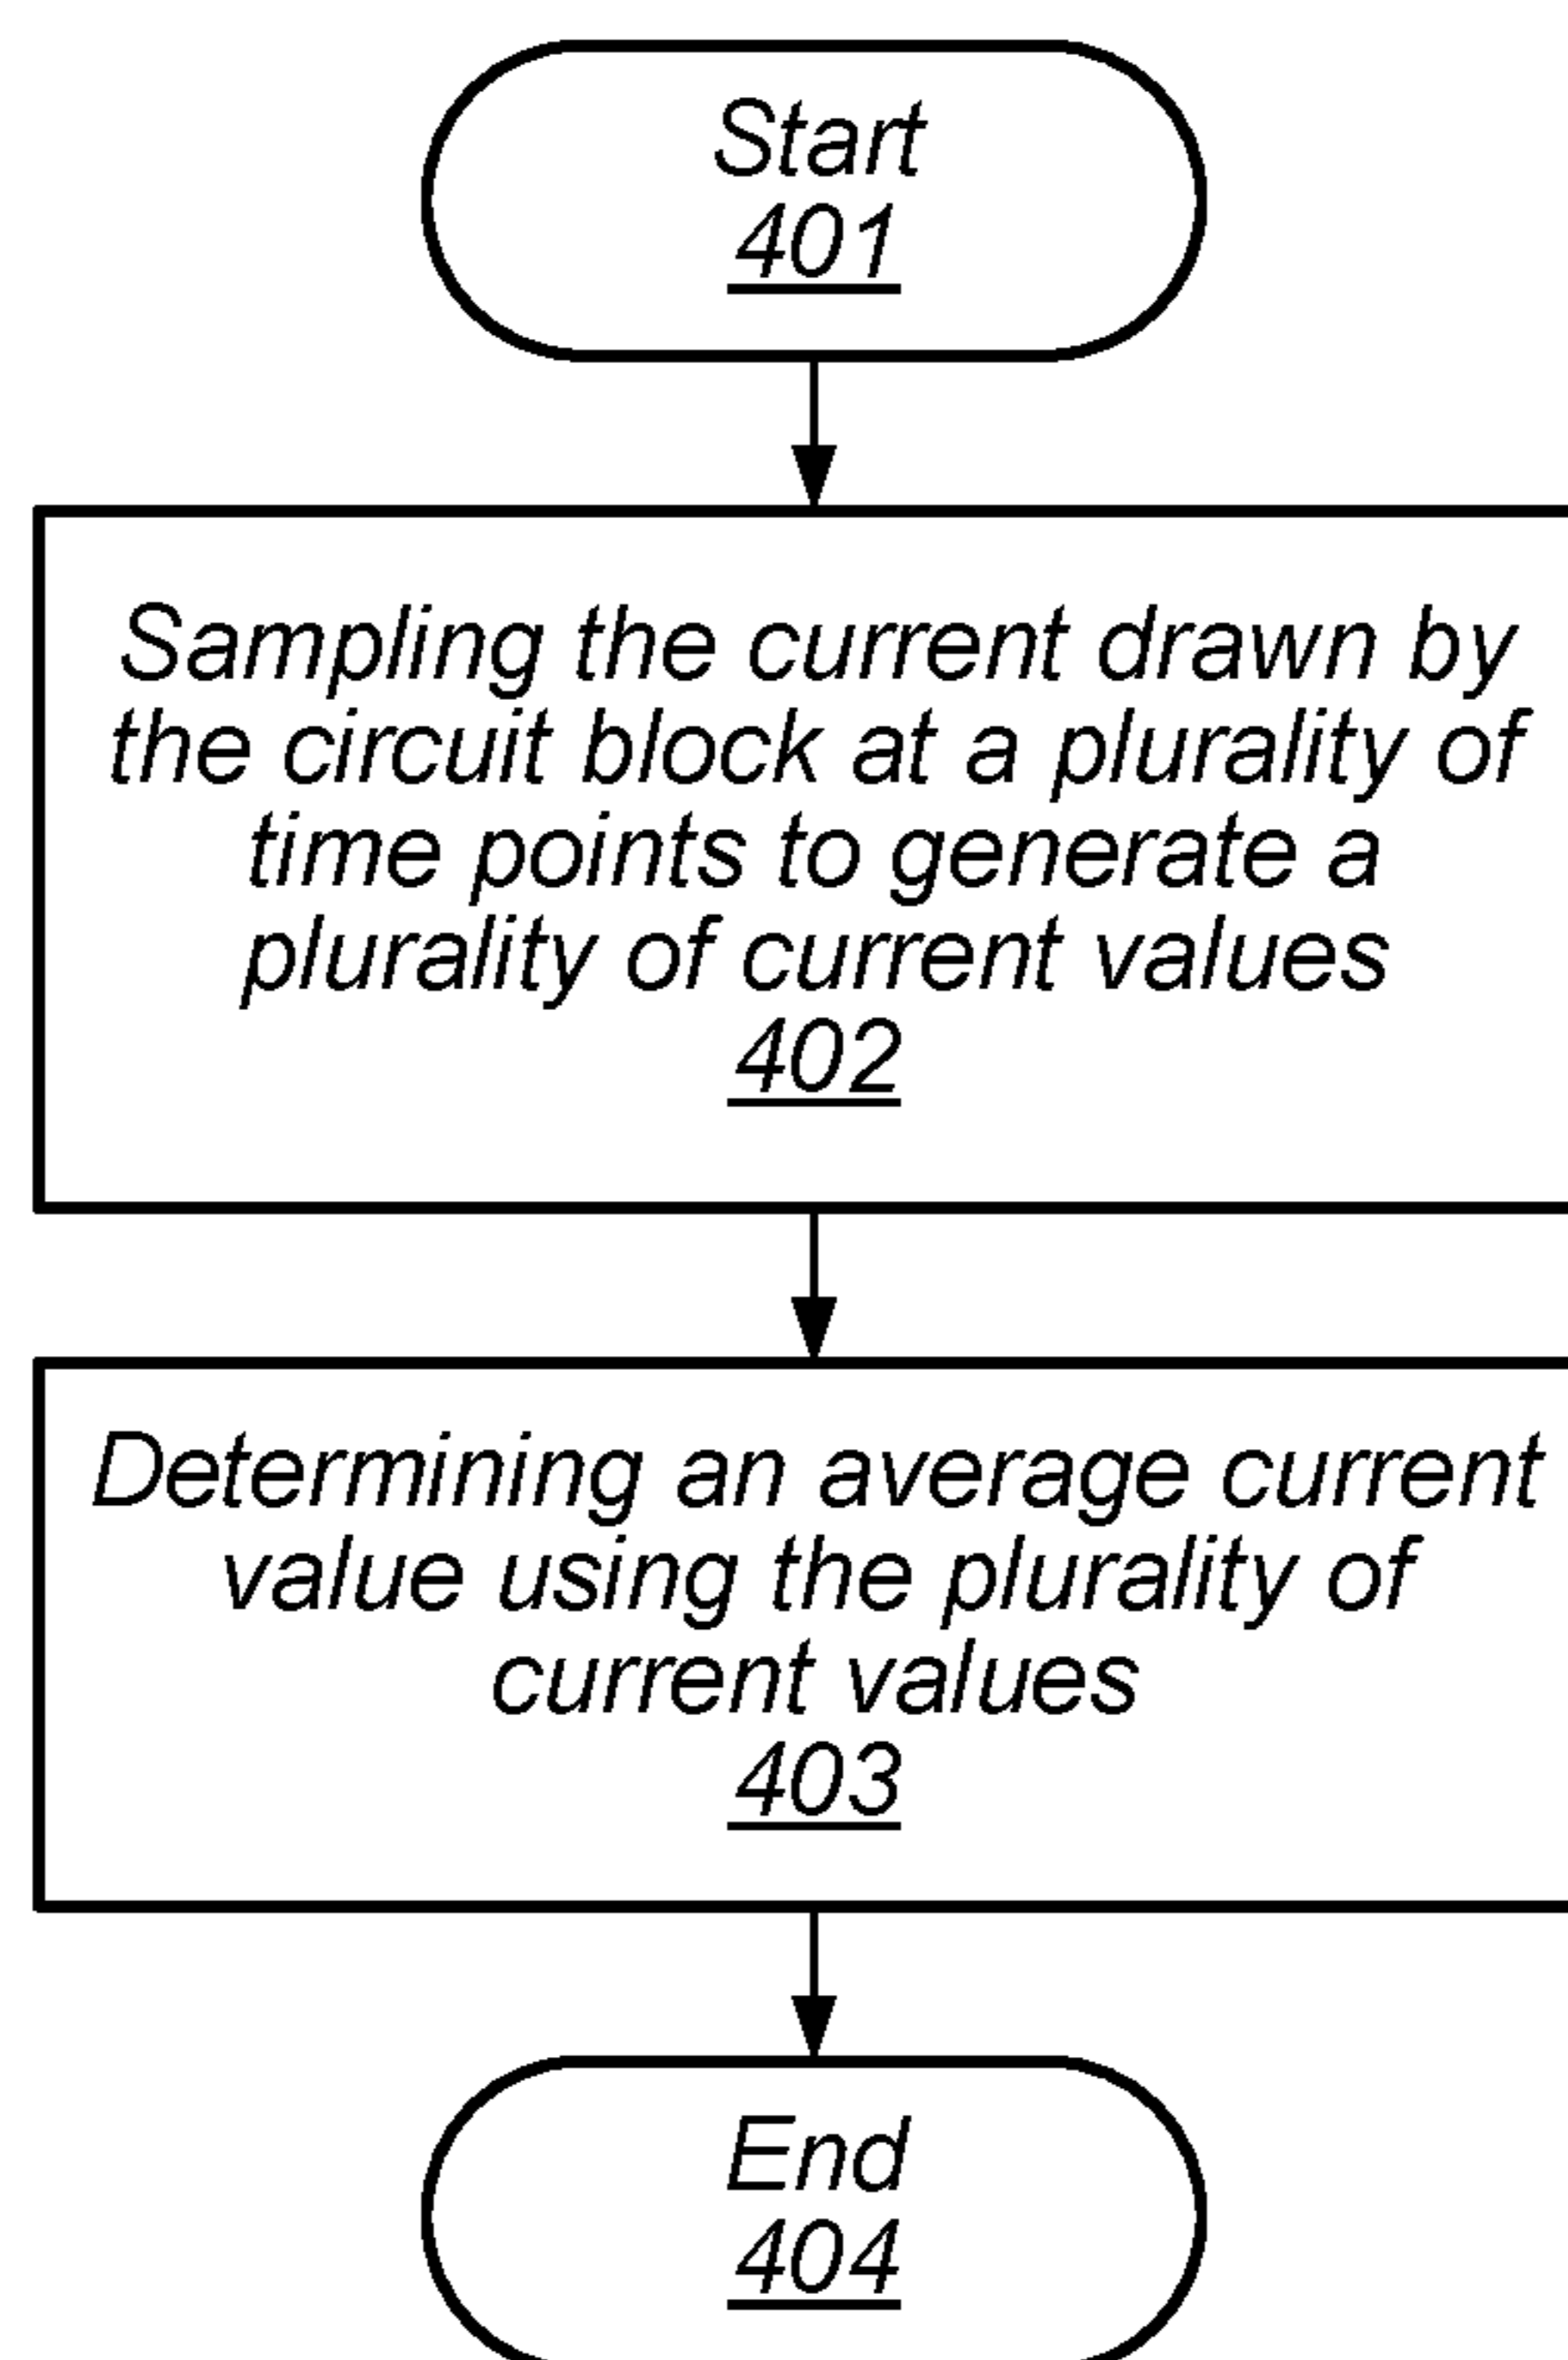 Start
401
Sampling the current drawn by
the circuit block at a plurality of
time points to generate a
plurality of current values
402
Determining an average current
value using the plurality of
current values
403
End
404